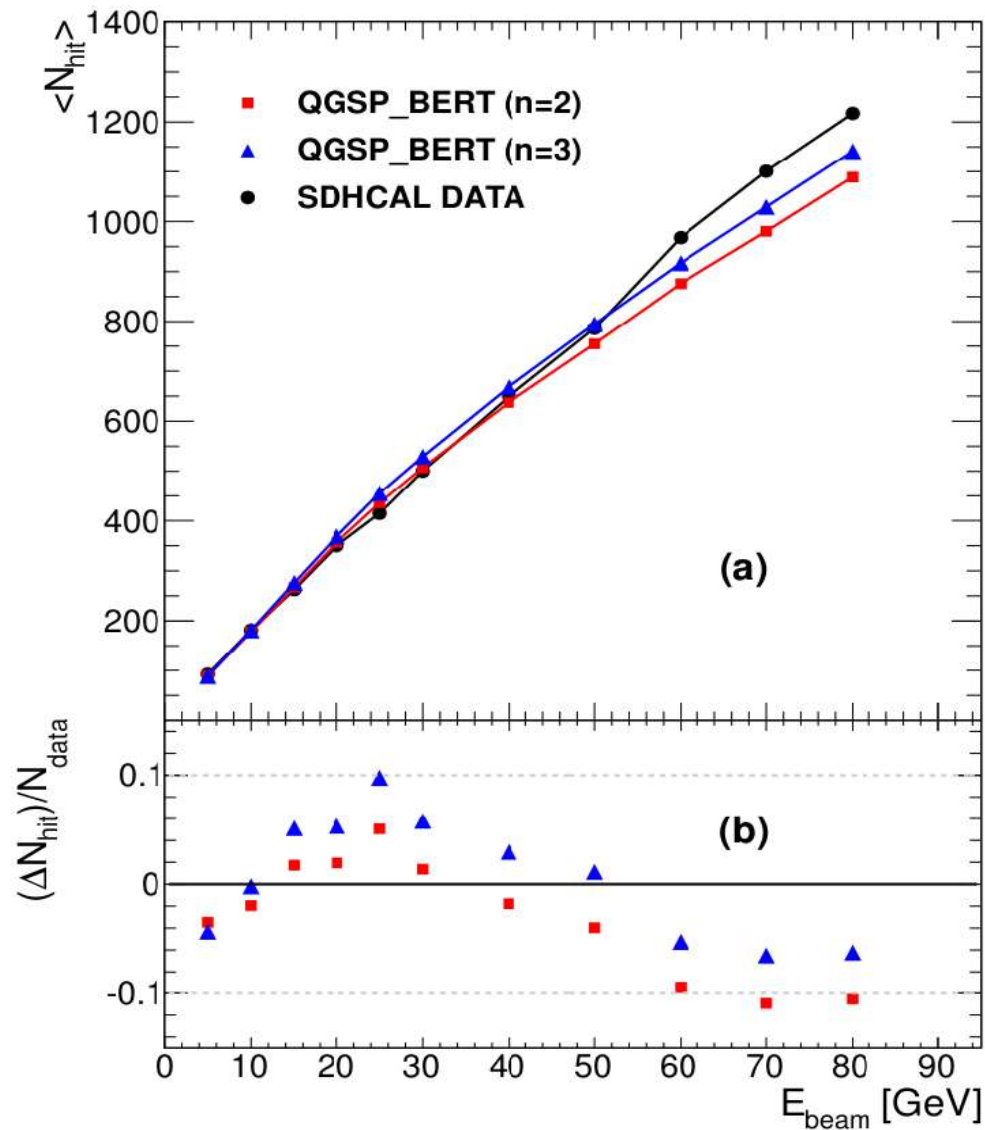 <N_hit>
1400
1200
1000
800
600
400
200
QGSP_BERT (n=2)
QGSP_BERT (n=3)
SDHCAL DATA
(a)
(ΔN_hit)/N_data
0.1
0
-0.1
(b)
0 10 20 30 40 50 60 70 80 90
E_beam [GeV]